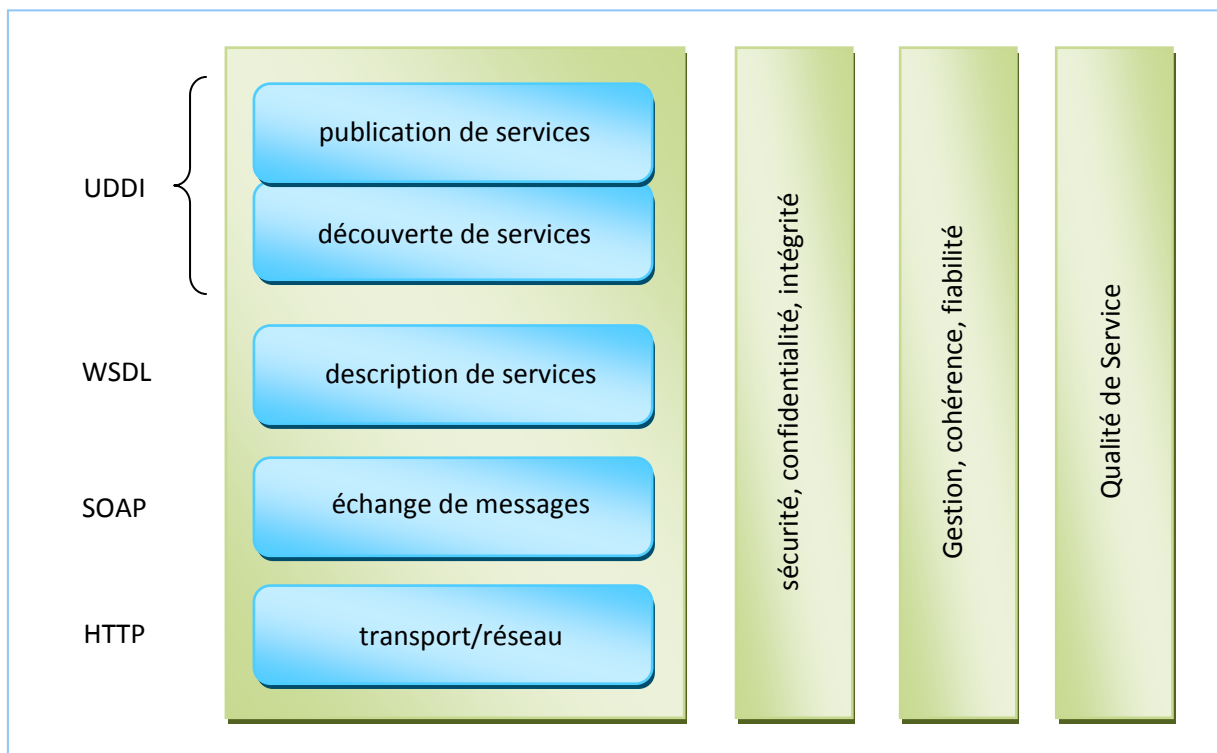 UDDI
publication de services
découverte de services
WSDL
description de services
SOAP
échange de messages
HTTP
transport/réseau
sécurité, confidentialité, intégrité
Gestion, cohérence, fiabilité
Qualité de Service